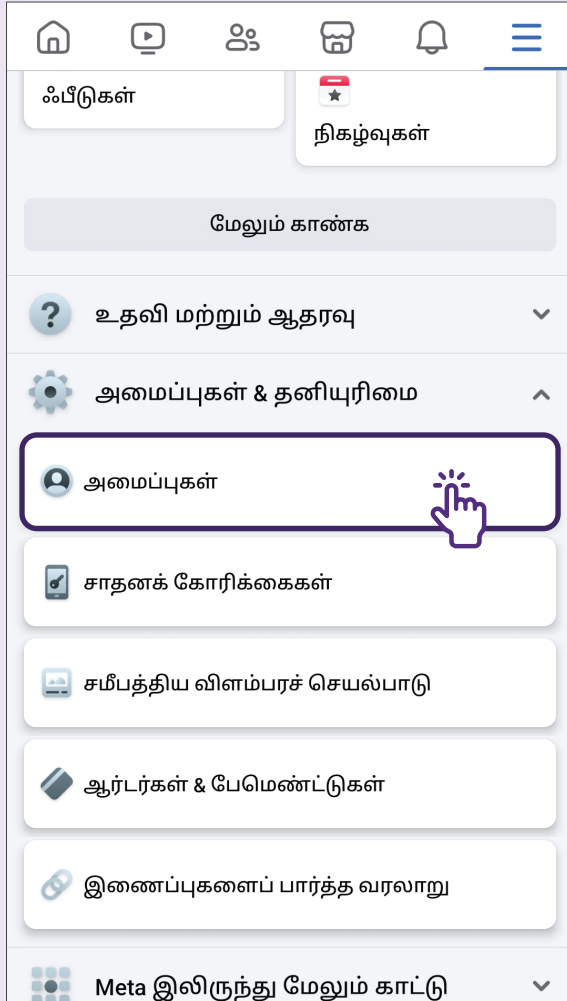 ஃபீடுகள்
நிகழ்வுகள்
மேலும் காண்க
உதவி மற்றும் ஆதரவு
அமைப்புகள் & தனியுரிமை
அமைப்புகள்
சாதனக் கோரிக்கைகள்
சமீபத்திய விளம்பரச் செயல்பாடு
ஆர்டர்கள் & பேமெண்ட்டுகள்
இணைப்புகளைப் பார்த்த வரலாறு
Meta இலிருந்து மேலும் காட்டு